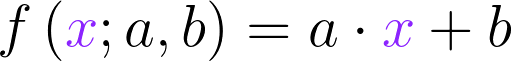 f (x; a, b) = a · x + b